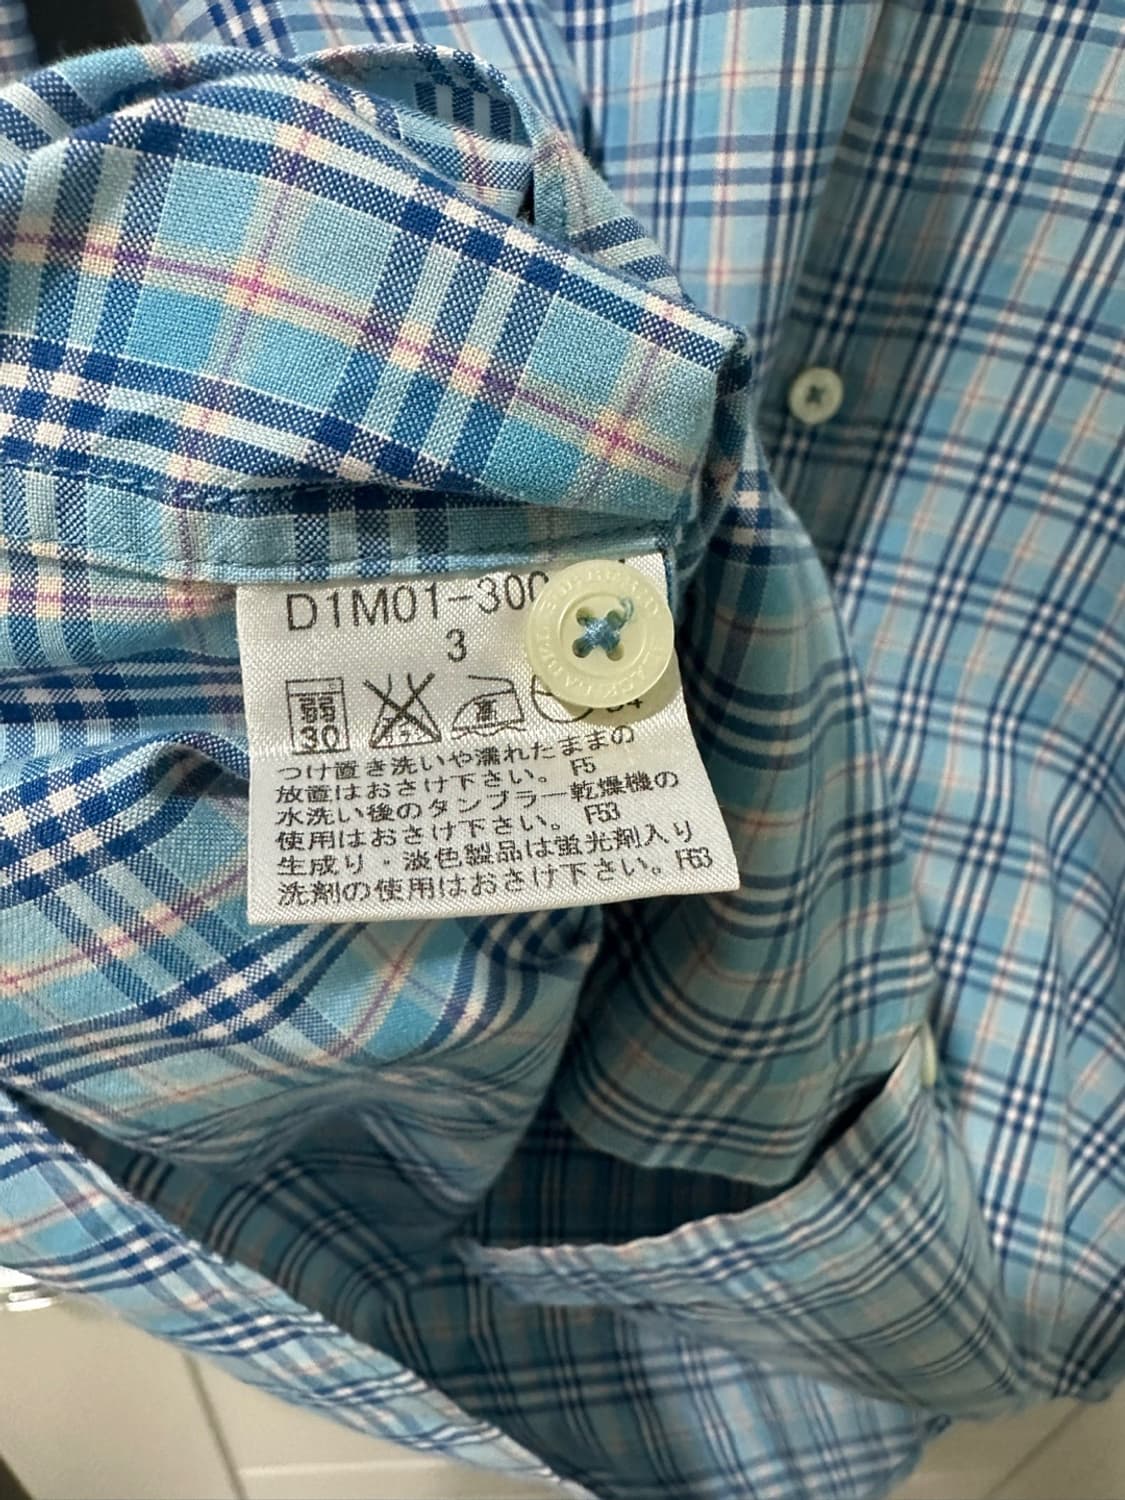 D1M01-300
3
30
つけ置き洗いや濡れたままの
放置はおさけ下さい。 F5
水洗い後のタンブラー乾燥機の
使用はおさけ下さい。 F53
生成り・淡色製品は蛍光剤入り
洗剤の使用はおさけ下さい。F63